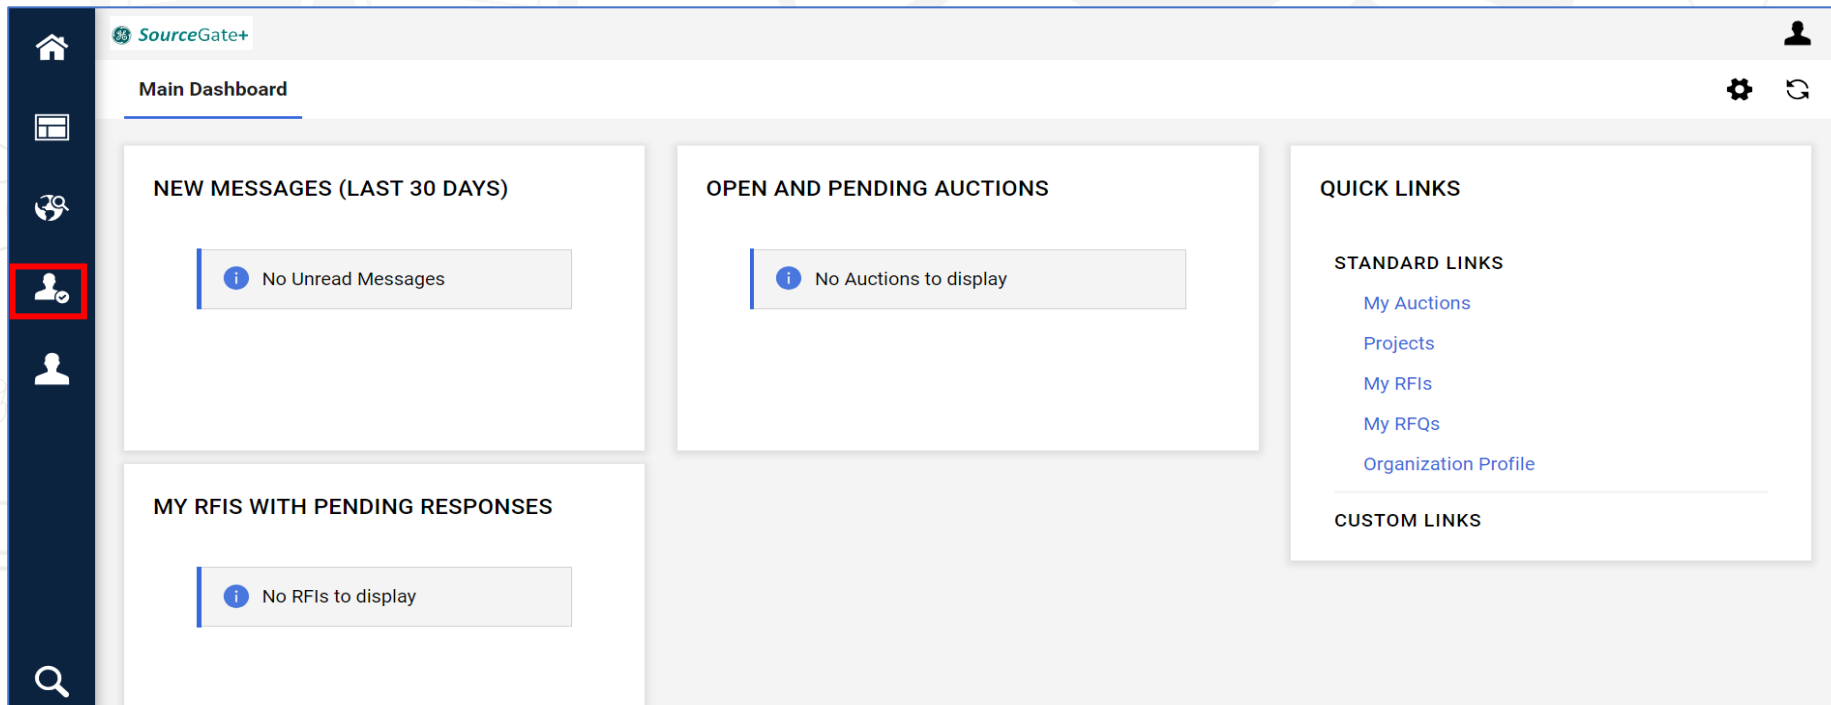 SourceGate+
Main Dashboard
NEW MESSAGES (LAST 30 DAYS)
No Unread Messages
OPEN AND PENDING AUCTIONS
No Auctions to display
QUICK LINKS
STANDARD LINKS
My Auctions
Projects
My RFIs
My RFQs
Organization Profile
CUSTOM LINKS
MY RFIS WITH PENDING RESPONSES
No RFIs to display